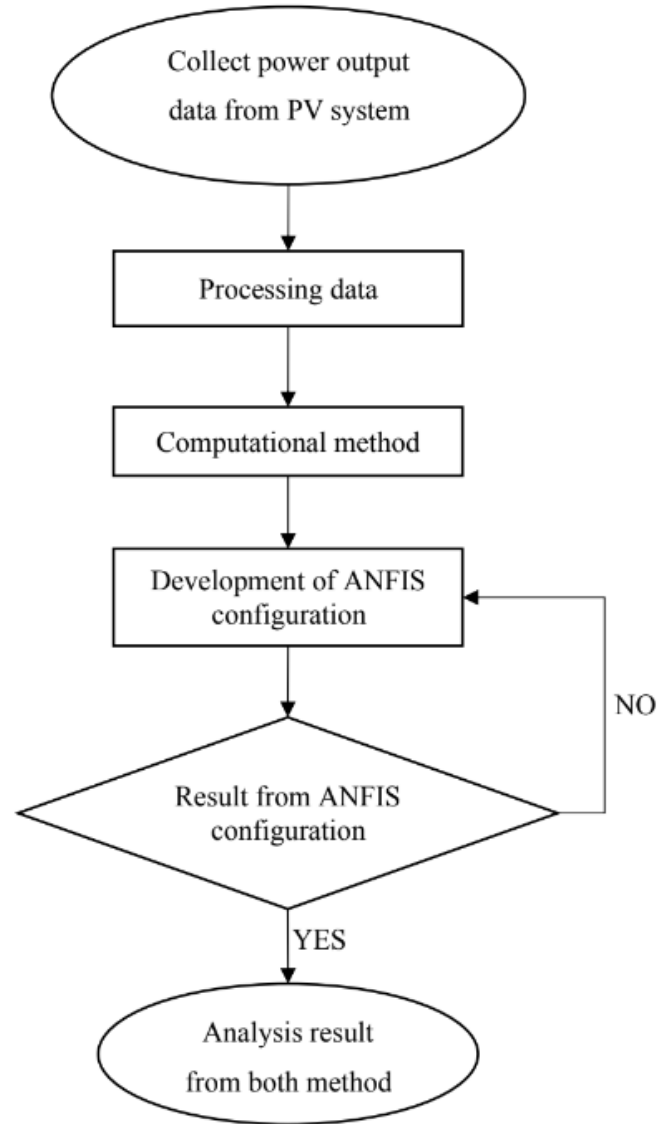 Collect power output
data from PV system
Processing data
Computational method
Development of ANFIS
configuration
NO
Result from ANFIS
configuration
YES
Analysis result
from both method